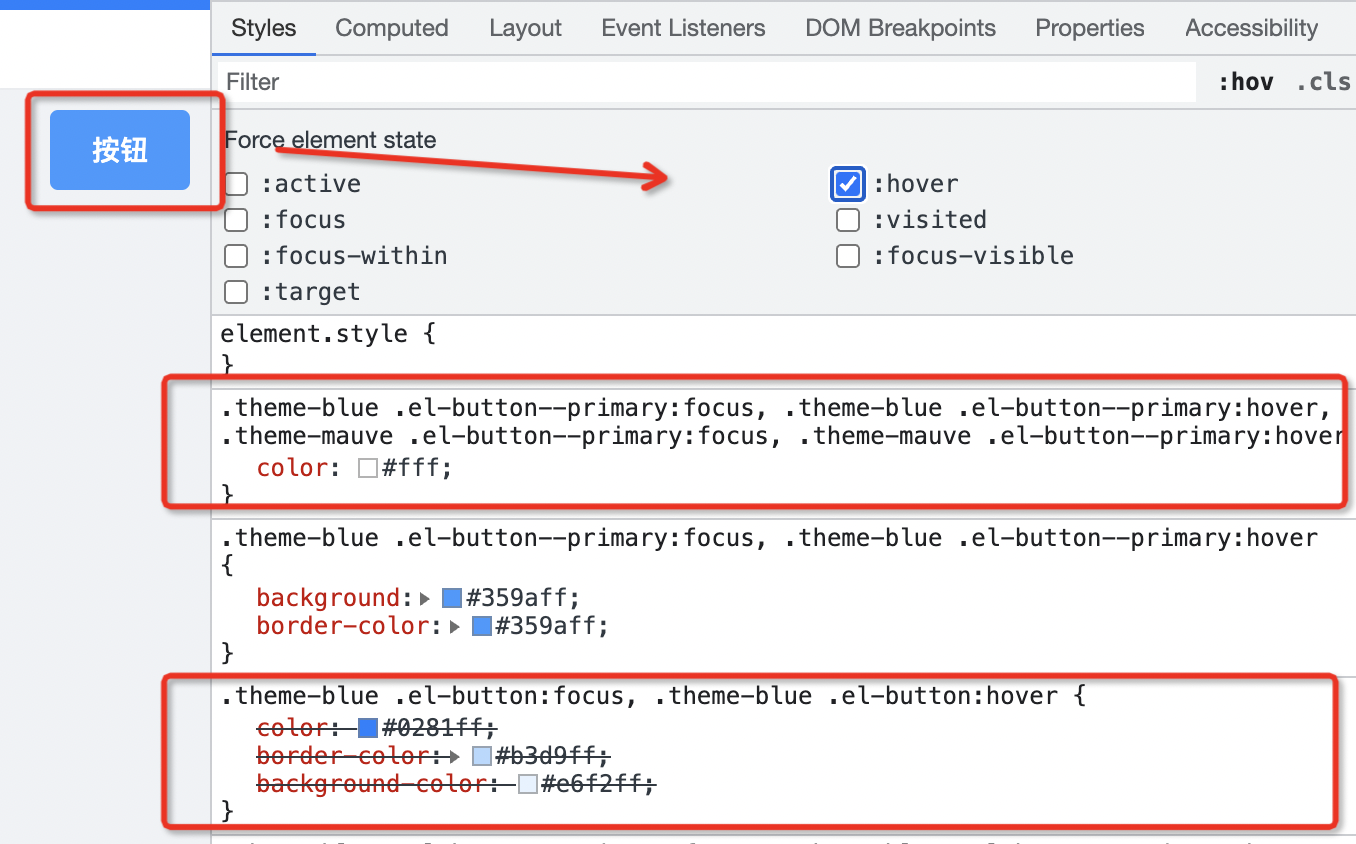 Styles Computed Layout Event Listeners DOM Breakpoints Properties Accessibility
Filter :hov .cls
按钮
Force element state
:active :hover
:focus :visited
:focus-within :focus-visible
:target
element.style {
}
.theme-blue .el-button--primary:focus, .theme-blue .el-button--primary:hover,
.theme-mauve .el-button--primary:focus, .theme-mauve .el-button--primary:hover
color: #fff;
}
.theme-blue .el-button--primary:focus, .theme-blue .el-button--primary:hover
{
background: #359aff;
border-color: #359aff;
}
.theme-blue .el-button:focus, .theme-blue .el-button:hover {
color: #0281ff;
border-color: #b3d9ff;
background-color: #e6f2ff;
}